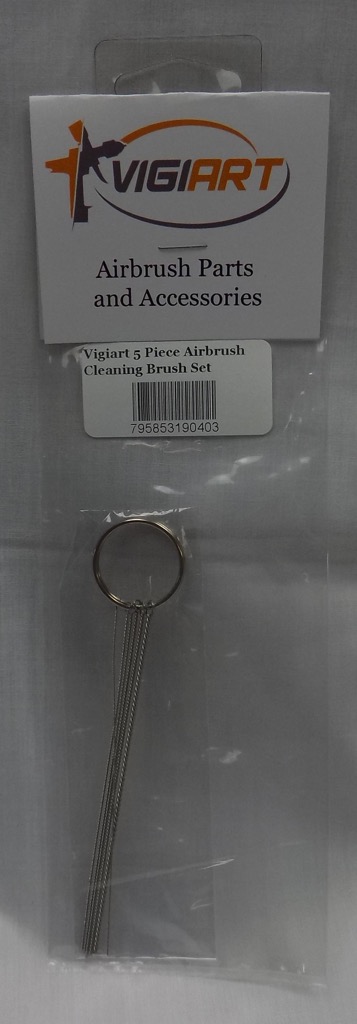 VIGIART
Airbrush Parts
and Accessories
Vigiart 5 Piece Airbrush
Cleaning Brush Set
795853190403